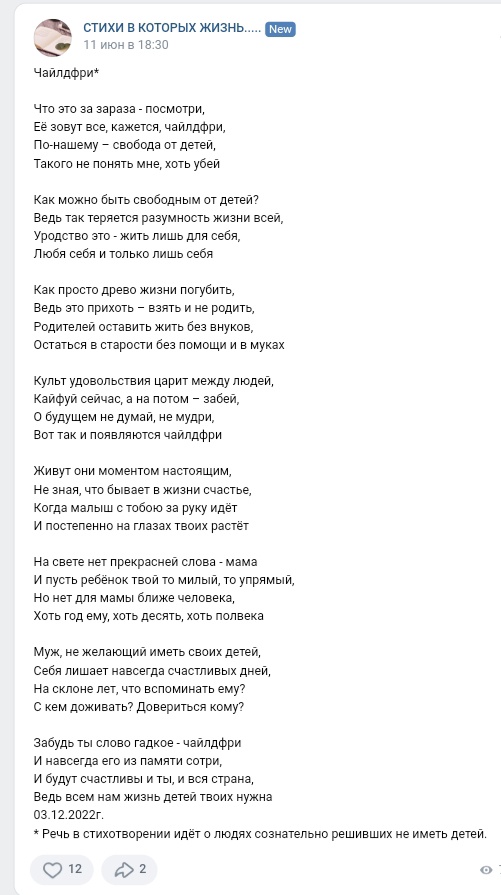 СТИХИ В КОТОРЫХ ЖИЗНЬ..... New
11 июн в 18:30
Чайлдфри*
Что это за зараза - посмотри,
Её зовут все, кажется, чайлдфри,
По-нашему – свобода от детей,
Такого не понять мне, хоть убей
Как можно быть свободным от детей?
Ведь так теряется разумность жизни всей,
Уродство это - жить лишь для себя,
Любя себя и только лишь себя
Как просто древо жизни погубить,
Ведь это прихоть – взять и не родить,
Родителей оставить жить без внуков,
Остаться в старости без помощи и в муках
Культ удовольствия царит между людей,
Кайфуй сейчас, а на потом – забей,
О будущем не думай, не мудри,
Вот так и появляются чайлдфри
Живут они моментом настоящим,
Не зная, что бывает в жизни счастье,
Когда малыш с тобою за руку идёт
И постепенно на глазах твоих растёт
На свете нет прекрасней слова - мама
И пусть ребёнок твой то милый, то упрямый,
Но нет для мамы ближе человека,
Хоть год ему, хоть десять, хоть полвека
Муж, не желающий иметь своих детей,
Себя лишает навсегда счастливых дней,
На склоне лет, что вспоминать ему?
С кем доживать? Довериться кому?
Забудь ты слово гадкое - чайлдфри
И навсегда его из памяти сотри,
И будут счастливы и ты, и вся страна,
Ведь всем нам жизнь детей твоих нужна
03.12.2022г.
* Речь в стихотворении идёт о людях сознательно решивших не иметь детей.
12 2